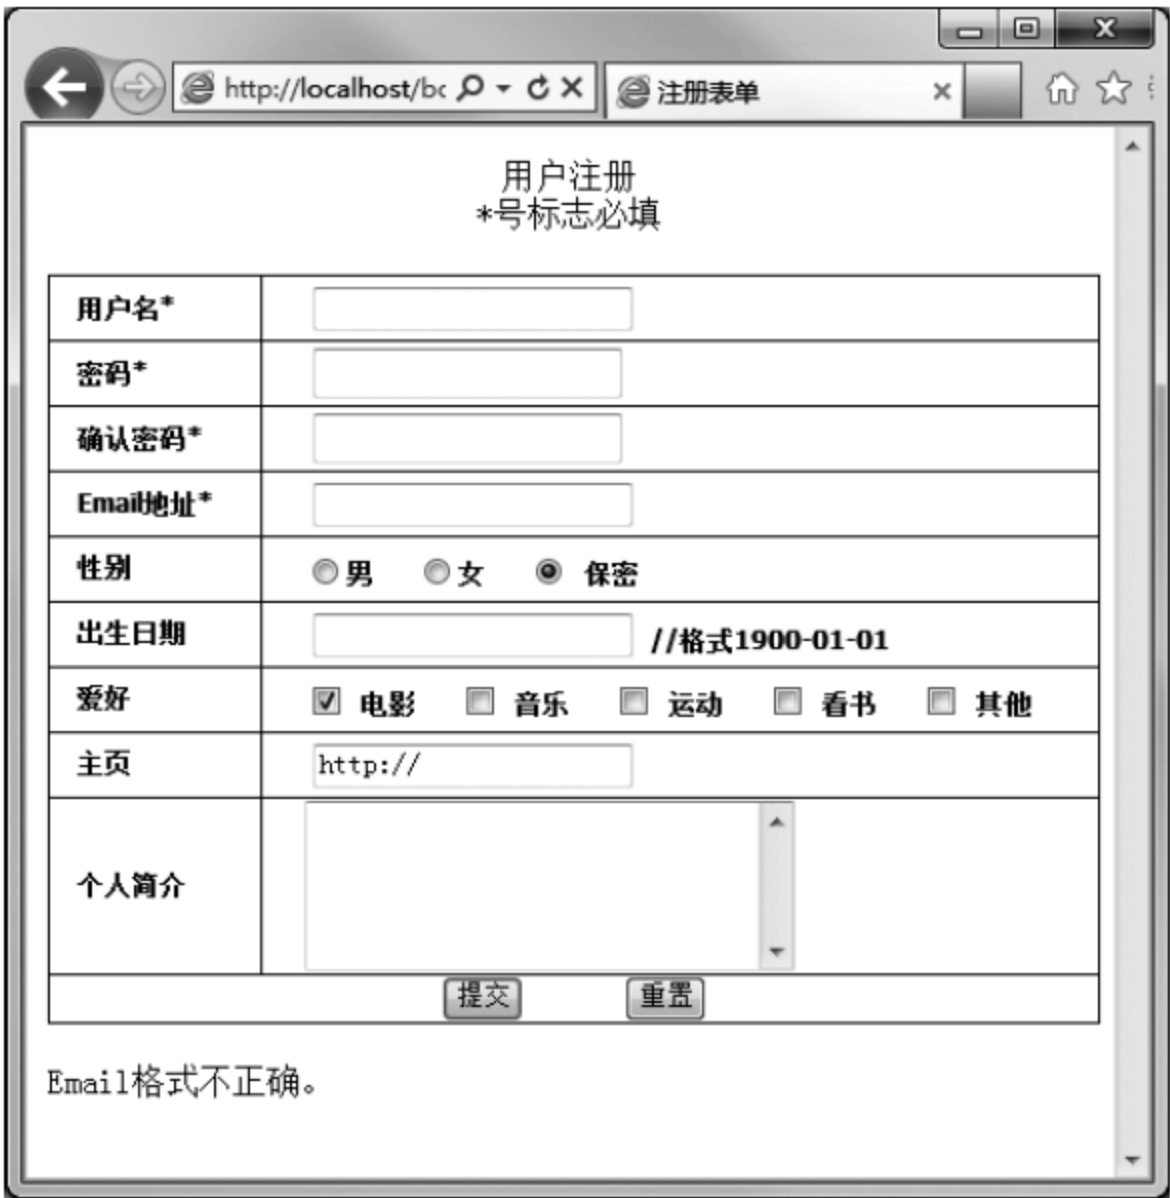 http://localhost/bc
注册表单
用户注册
*号标志必填
用户名*
密码*
确认密码*
Email地址*
性别 男 女 保密
出生日期 //格式1900-01-01
爱好 电影 音乐 运动 看书 其他
主页 http://
个人简介
提交 重置
Email格式不正确。